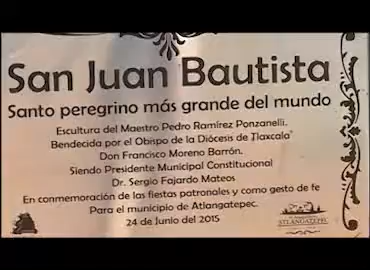 San Juan Bautista
Santo peregrino más grande del mundo
Escultura del Maestro Pedro Ramírez Ponzanelli.
Bendecida por el Obispo de la Diócesis de Tlaxcala
Don Francisco Moreno Barrón.
Siendo Presidente Municipal Constitucional
Dr. Sergio Fajardo Mateos
En conmemoración de las fiestas patronales y como gesto de fe
Para el municipio de Atlangatepec.
24 de Junio del 2015
ATLANGATEPEC